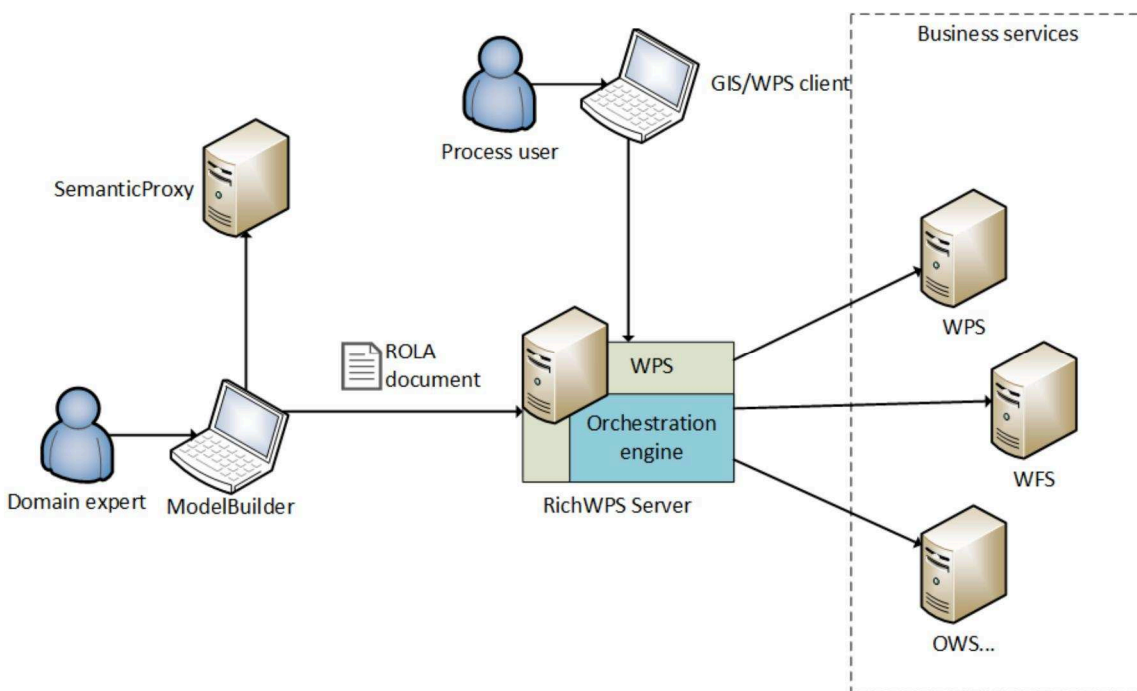 Business services
GIS/WPS client
Process user
SemanticProxy
WPS
ROLA
document
WPS
Orchestration
engine
WFS
Domain expert
ModelBuilder
RichWPS Server
OWS...